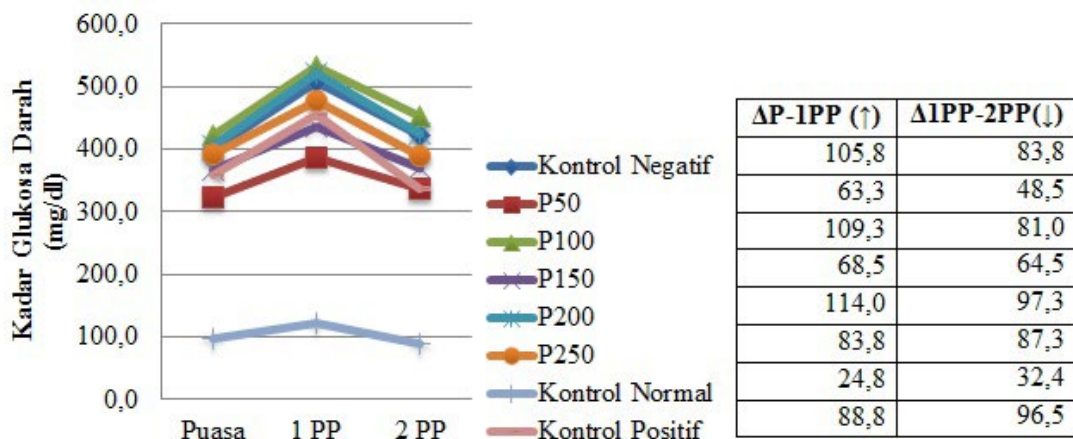 Kadar Glukosa Darah
(mg/dl)
600,0
500,0
400,0
300,0
200,0
100,0
0,0
Puasa 1 PP 2 PP
Kontrol Negatif
P50
P100
P150
P200
P250
Kontrol Normal
Kontrol Positif
ΔP-1PP (↑) Δ1PP-2PP(↓)
105,8 83,8
63,3 48,5
109,3 81,0
68,5 64,5
114,0 97,3
83,8 87,3
24,8 32,4
88,8 96,5